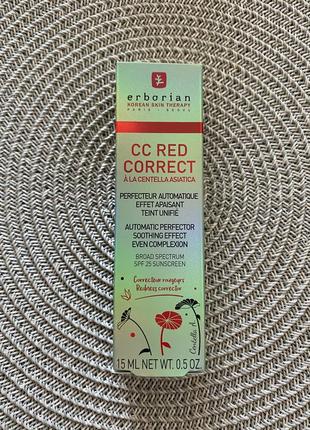 erborian
KOREAN SKIN THERAPY
PARIS - SEOUL
CC RED
CORRECT
À LA CENTELLA ASIATICA
PERFECTEUR AUTOMATIQUE
EFFET APAISANT
TEINT UNIFIÉ
AUTOMATIC PERFECTOR
SOOTHING EFFECT
EVEN COMPLEXION
BROAD SPECTRUM
SPF 25 SUNSCREEN
Correcteur rougeurs
Redness corrector
Centella A.
15 ML NET WT. 0.5 OZ.